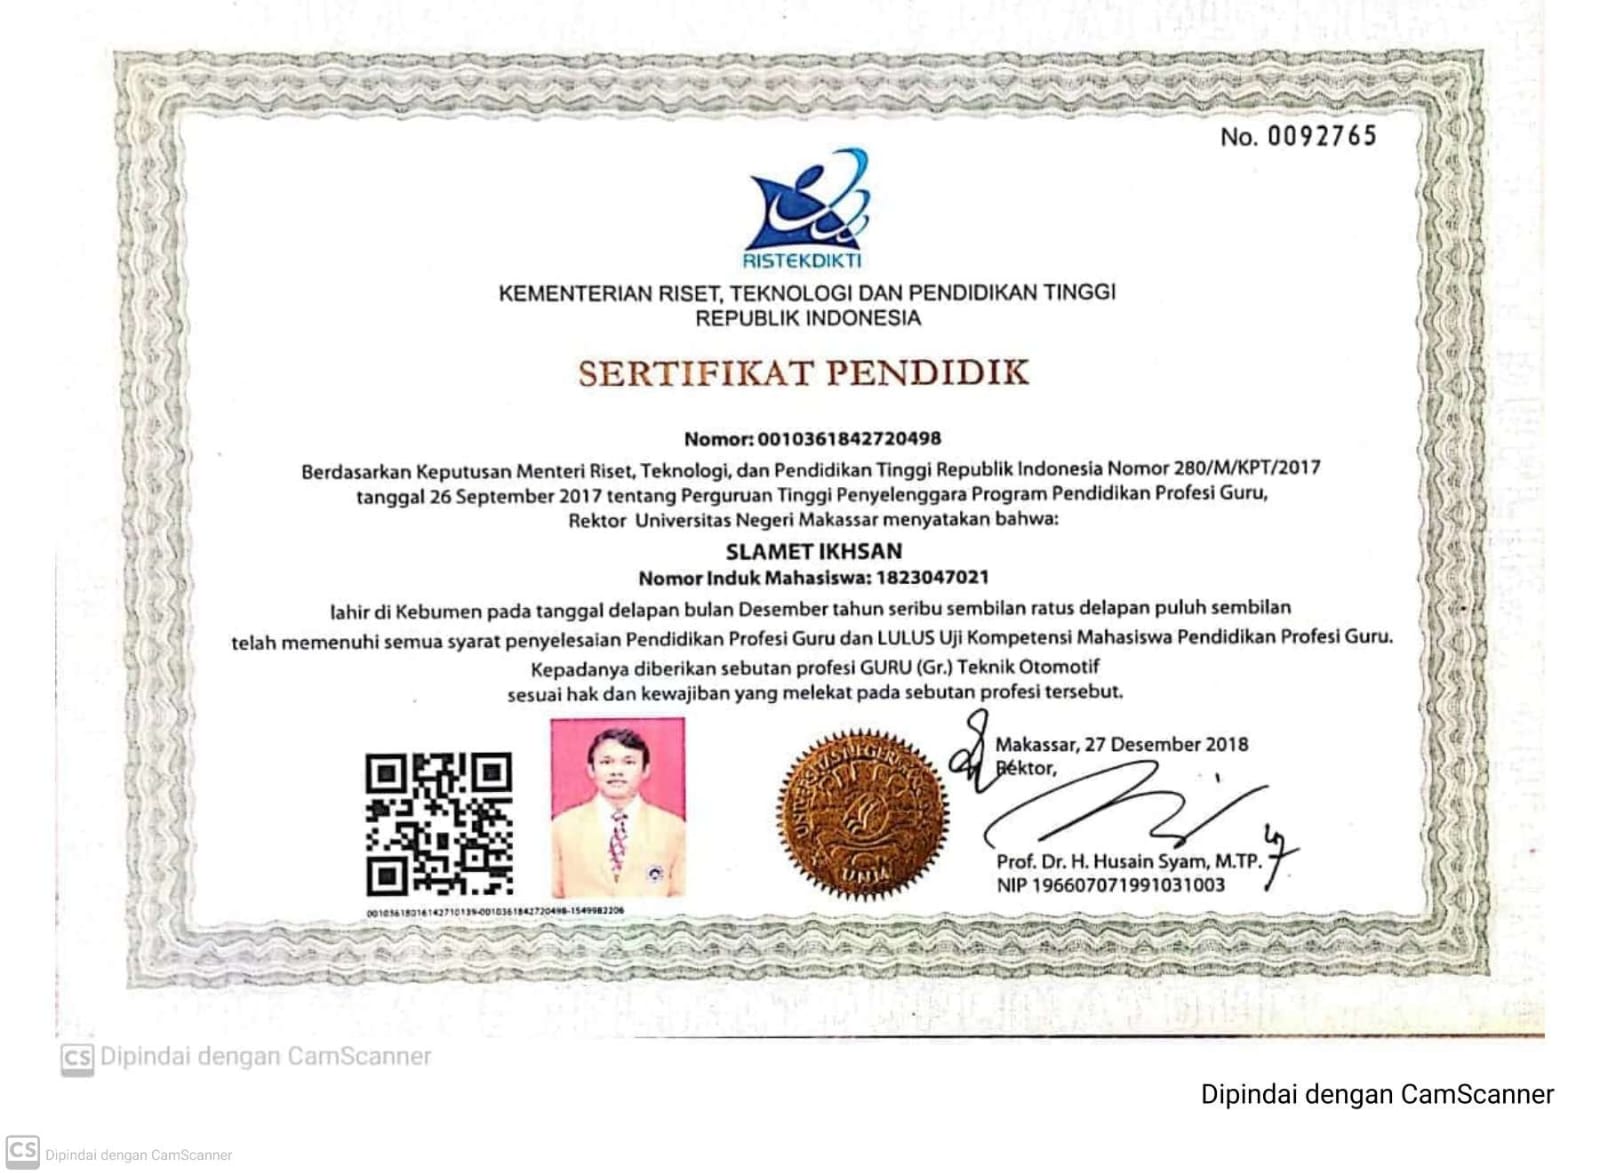 No. 0092765
RISTEKDIKTI
KEMENTERIAN RISET, TEKNOLOGI DAN PENDIDIKAN TINGGI
REPUBLIK INDONESIA
SERTIFIKAT PENDIDIK
Nomor: 0010361842720498
Berdasarkan Keputusan Menteri Riset, Teknologi, dan Pendidikan Tinggi Republik Indonesia Nomor 280/M/KPT/2017
tanggal 26 September 2017 tentang Perguruan Tinggi Penyelenggara Program Pendidikan Profesi Guru,
Rektor Universitas Negeri Makassar menyatakan bahwa:
SLAMET IKHSAN
Nomor Induk Mahasiswa: 1823047021
lahir di Kebumen pada tanggal delapan bulan Desember tahun seribu sembilan ratus delapan puluh sembilan
telah memenuhi semua syarat penyelesaian Pendidikan Profesi Guru dan LULUS Uji Kompetensi Mahasiswa Pendidikan Profesi Guru.
Kepadanya diberikan sebutan profesi GURU (Gr.) Teknik Otomotif
sesuai hak dan kewajiban yang melekat pada sebutan profesi tersebut.
Makassar, 27 Desember 2018
Rektor,
Prof. Dr. H. Husain Syam, M.TP.
NIP 196607071991031003
00103618016142710139-0010361842720498-1549982206
CS Dipindai dengan CamScanner
Dipindai dengan CamScanner
CS Dipindai dengan CamScanner